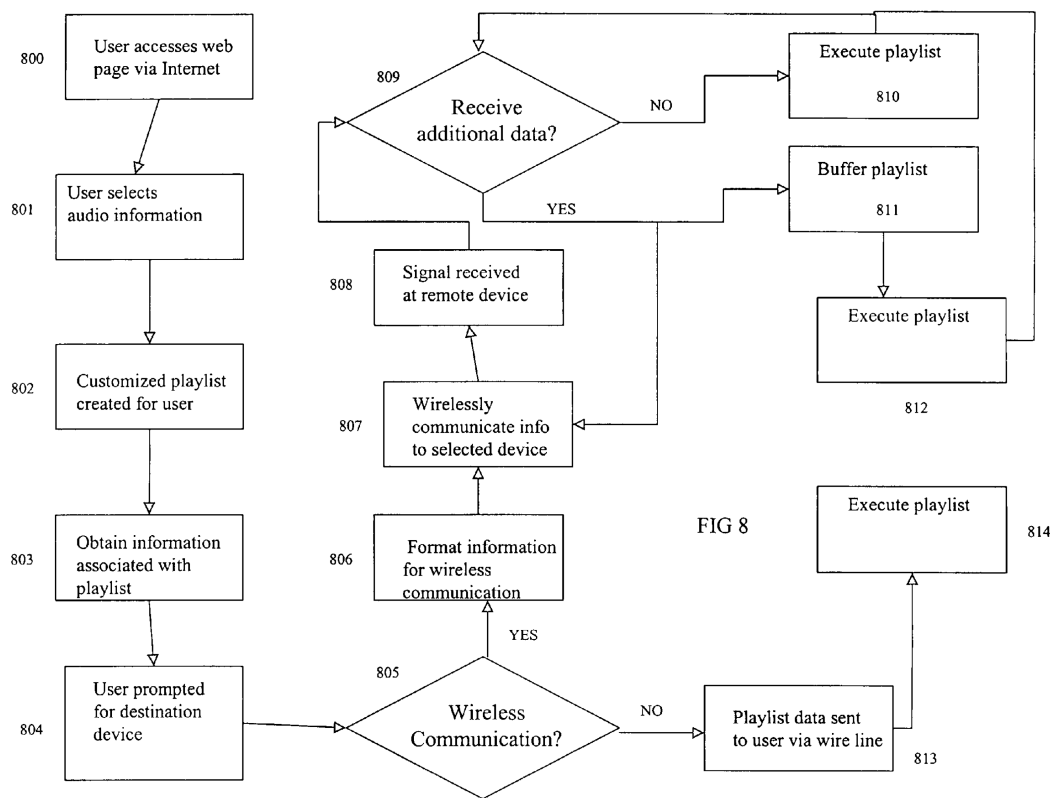 800
User accesses web
page via Internet
801
User selects
audio information
802
Customized playlist
created for user
803
Obtain information
associated with
playlist
804
User prompted
for destination
device
805
Wireless
Communication?
YES
NO
806
Format information
for wireless
communication
807
Wirelessly
communicate info
to selected device
808
Signal received
at remote device
809
Receive
additional data?
NO
YES
Execute playlist
810
Buffer playlist
811
Execute playlist
812
Playlist data sent
to user via wire line
813
Execute playlist
814
FIG 8